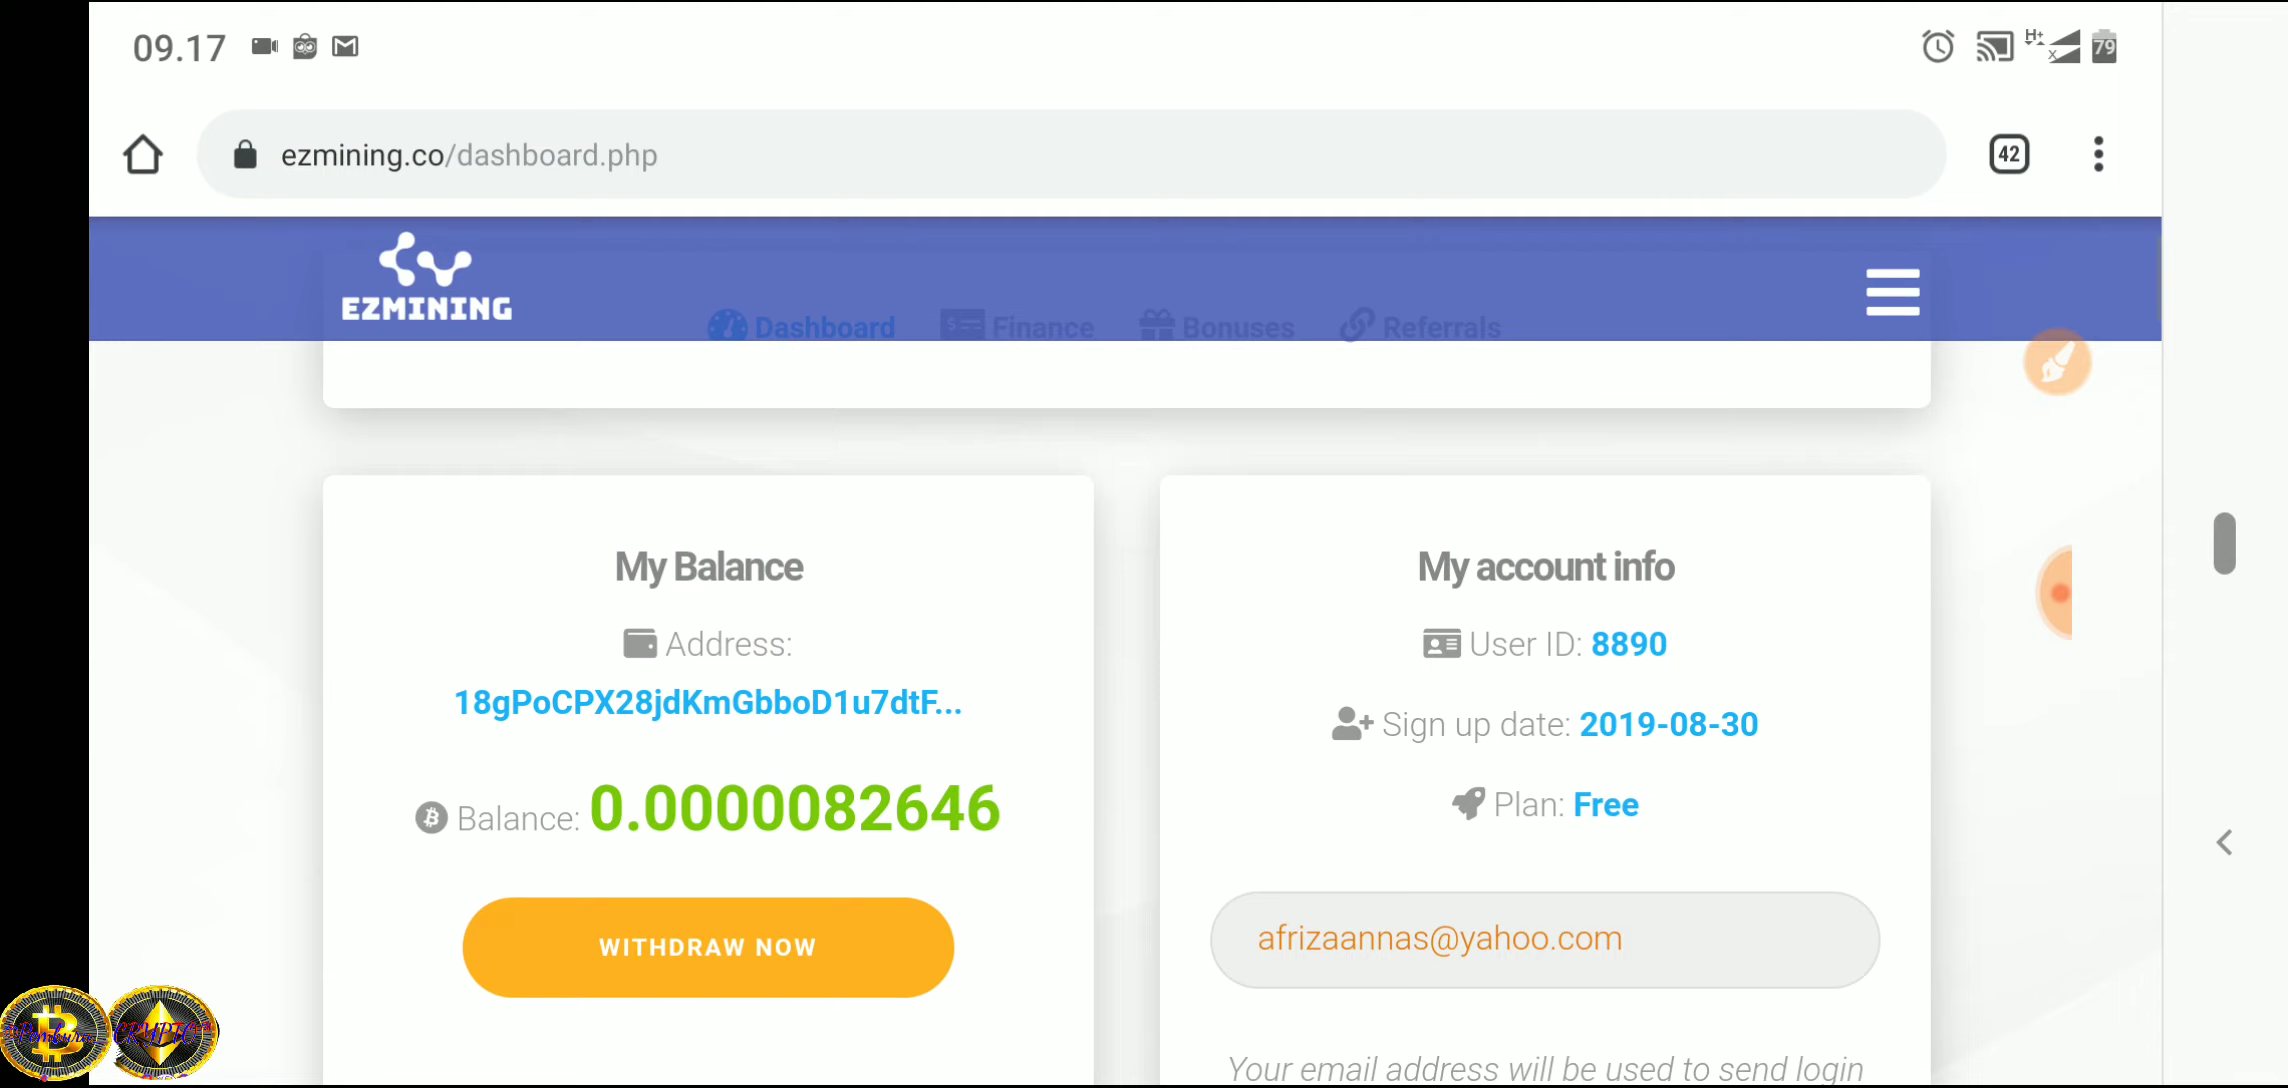 09.17
H+
79
ezmining.co/dashboard.php
42
EZMINING
Dashboard Finance Bonuses Referrals
My Balance
Address:
18gPoCPX28jdKmGbboD1u7dtF...
Balance: 0.0000082646
WITHDRAW NOW
My account info
User ID: 8890
Sign up date: 2019-08-30
Plan: Free
afrizaannas@yahoo.com
Your email address will be used to send login
Pemburu CRYPTO